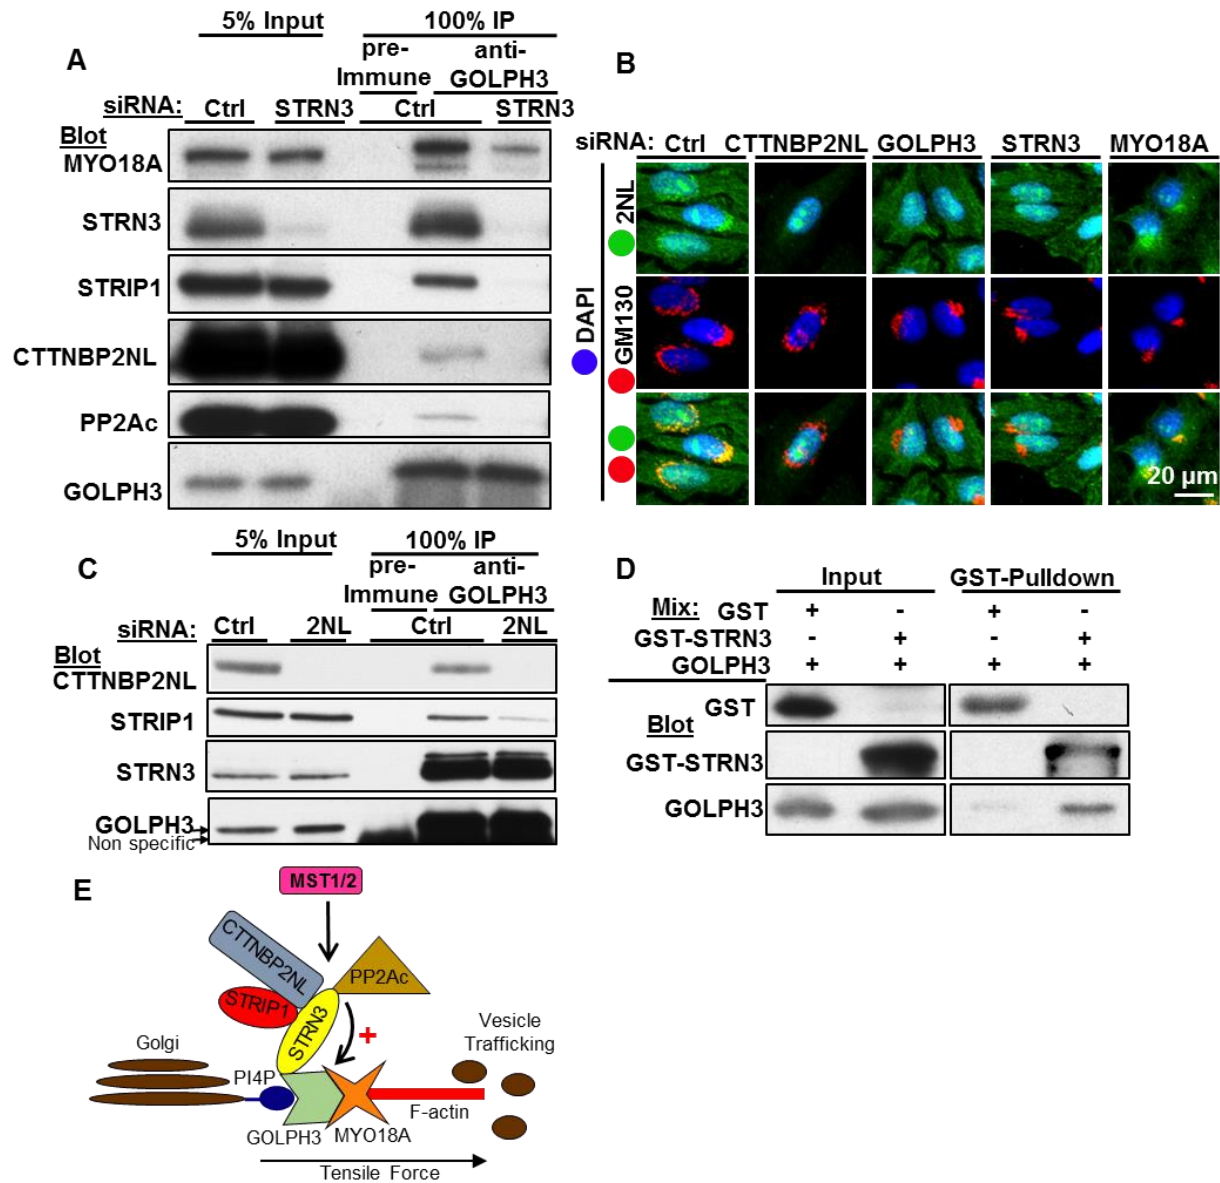 A
5% Input
100% IP
pre-
Immune
anti-
GOLPH3
siRNA:
Ctrl
STRN3
Ctrl
STRN3
Blot
MYO18A
STRN3
STRIP1
CTTNBP2NL
PP2Ac
GOLPH3
B
siRNA:
Ctrl
CTTNBP2NL
GOLPH3
STRN3
MYO18A
2NL
DAPI
GM130
20 µm
C
5% Input
100% IP
pre-
Immune
anti-
GOLPH3
siRNA:
Ctrl
2NL
Ctrl
2NL
Blot
CTTNBP2NL
STRIP1
STRN3
GOLPH3
Non specific
D
Input
GST-Pulldown
Mix: GST + - + -
GST-STRN3 - + - +
GOLPH3 + + + +
GST
Blot
GST-STRN3
GOLPH3
E
MST1/2
CTTNBP2NL
PP2Ac
STRIP1
STRN3
+
Vesicle
Trafficking
Golgi
PI4P
F-actin
GOLPH3
MYO18A
Tensile Force